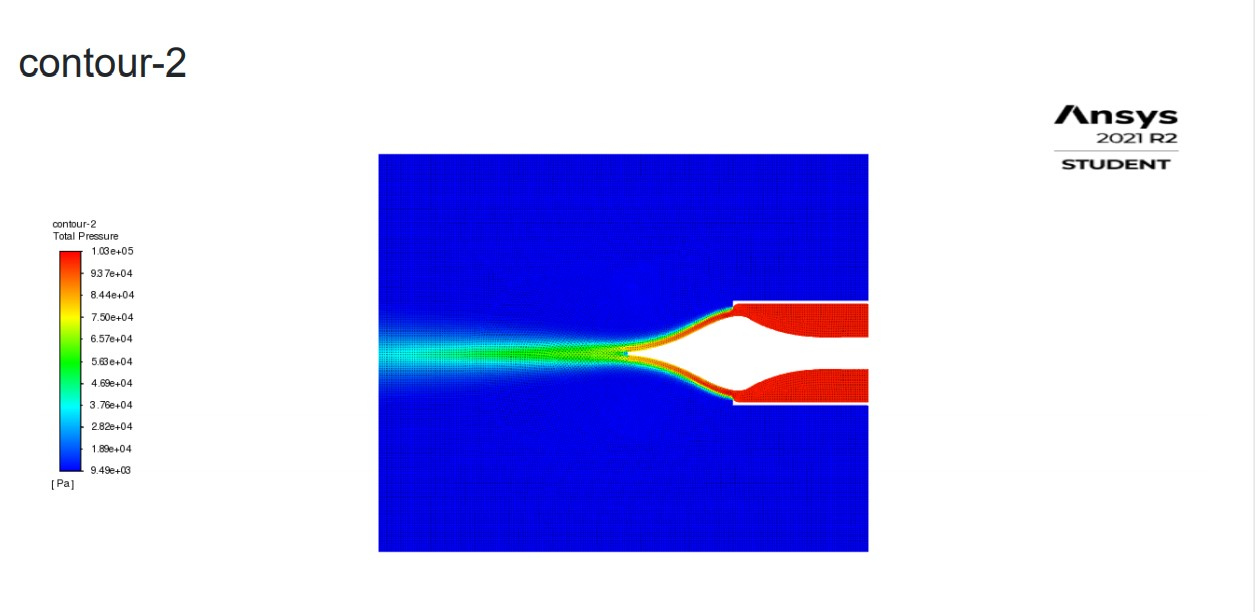 contour-2
Ansys
2021 R2
STUDENT
contour-2
Total Pressure
1.03e+05
9.37e+04
8.44e+04
7.50e+04
6.57e+04
5.63e+04
4.69e+04
3.76e+04
2.82e+04
1.89e+04
9.49e+03
[ Pa ]